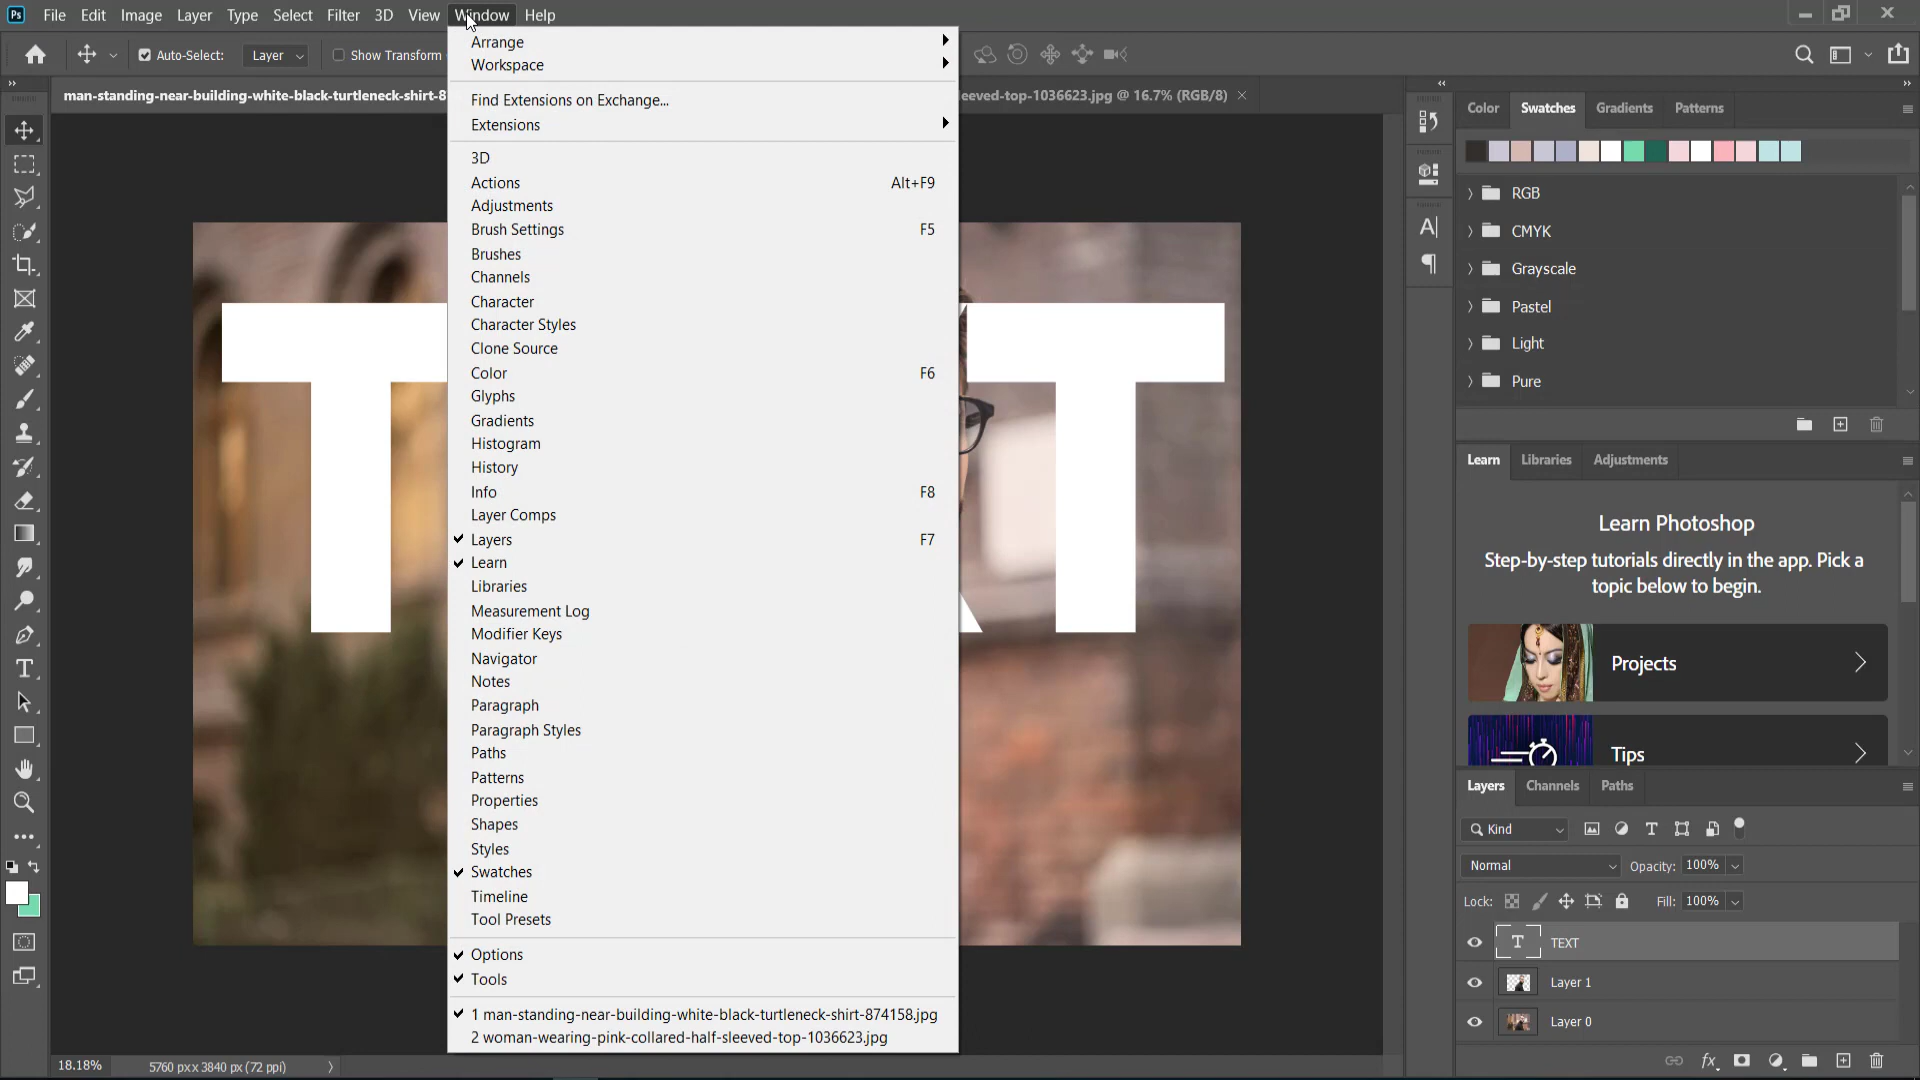 Ps File Edit Image Layer Type Select Filter 3D View Window Help
Auto-Select: Layer Show Transform
man-standing-near-building-white-black-turtleneck-shirt-8
eeved-top-1036623.jpg @ 16.7% (RGB/8)
Arrange
Workspace
Find Extensions on Exchange...
Extensions
3D
Actions Alt+F9
Adjustments
Brush Settings F5
Brushes
Channels
Character
Character Styles
Clone Source
Color F6
Glyphs
Gradients
Histogram
History
Info F8
Layer Comps
Layers F7
Learn
Libraries
Measurement Log
Modifier Keys
Navigator
Notes
Paragraph
Paragraph Styles
Paths
Patterns
Properties
Shapes
Styles
Swatches
Timeline
Tool Presets
Options
Tools
1 man-standing-near-building-white-black-turtleneck-shirt-874158.jpg
2 woman-wearing-pink-collared-half-sleeved-top-1036623.jpg
T T
Color Swatches Gradients Patterns
RGB
CMYK
Grayscale
Pastel
Light
Pure
Learn Libraries Adjustments
Learn Photoshop
Step-by-step tutorials directly in the app. Pick a
topic below to begin.
Projects
Tips
Layers Channels Paths
Kind
Normal Opacity: 100%
Lock: Fill: 100%
T TEXT
Layer 1
Layer 0
fx
18.18% 5760 px x 3840 px (72 ppi)